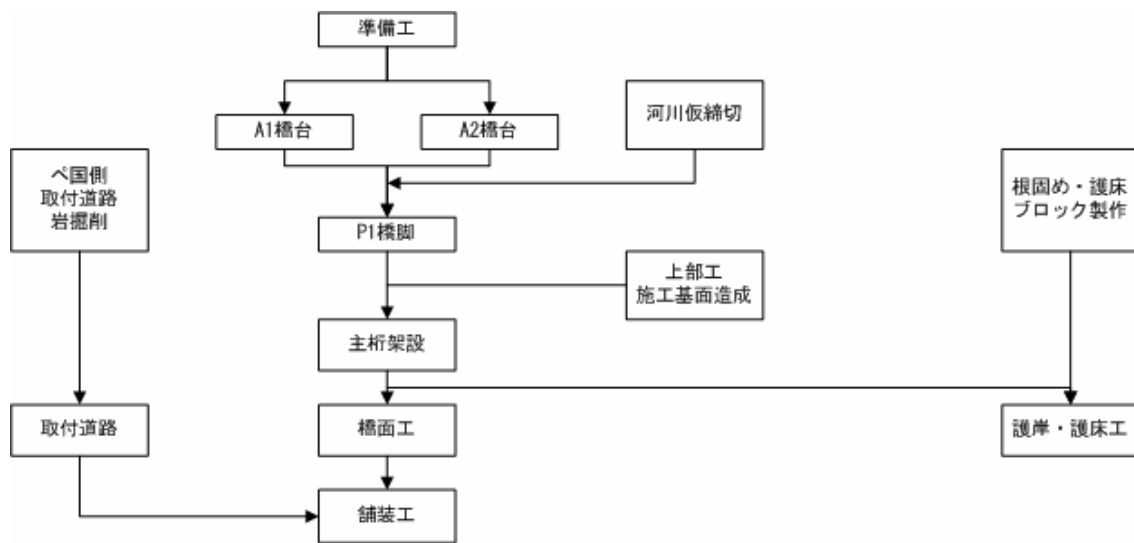 準備工
A1橋台
A2橋台
河川仮締切
ペ国側
取付道路
岩掘削
根固め・護床
ブロック製作
P1橋脚
上部工
施工基面造成
主桁架設
取付道路
橋面工
護岸・護床工
舗装工